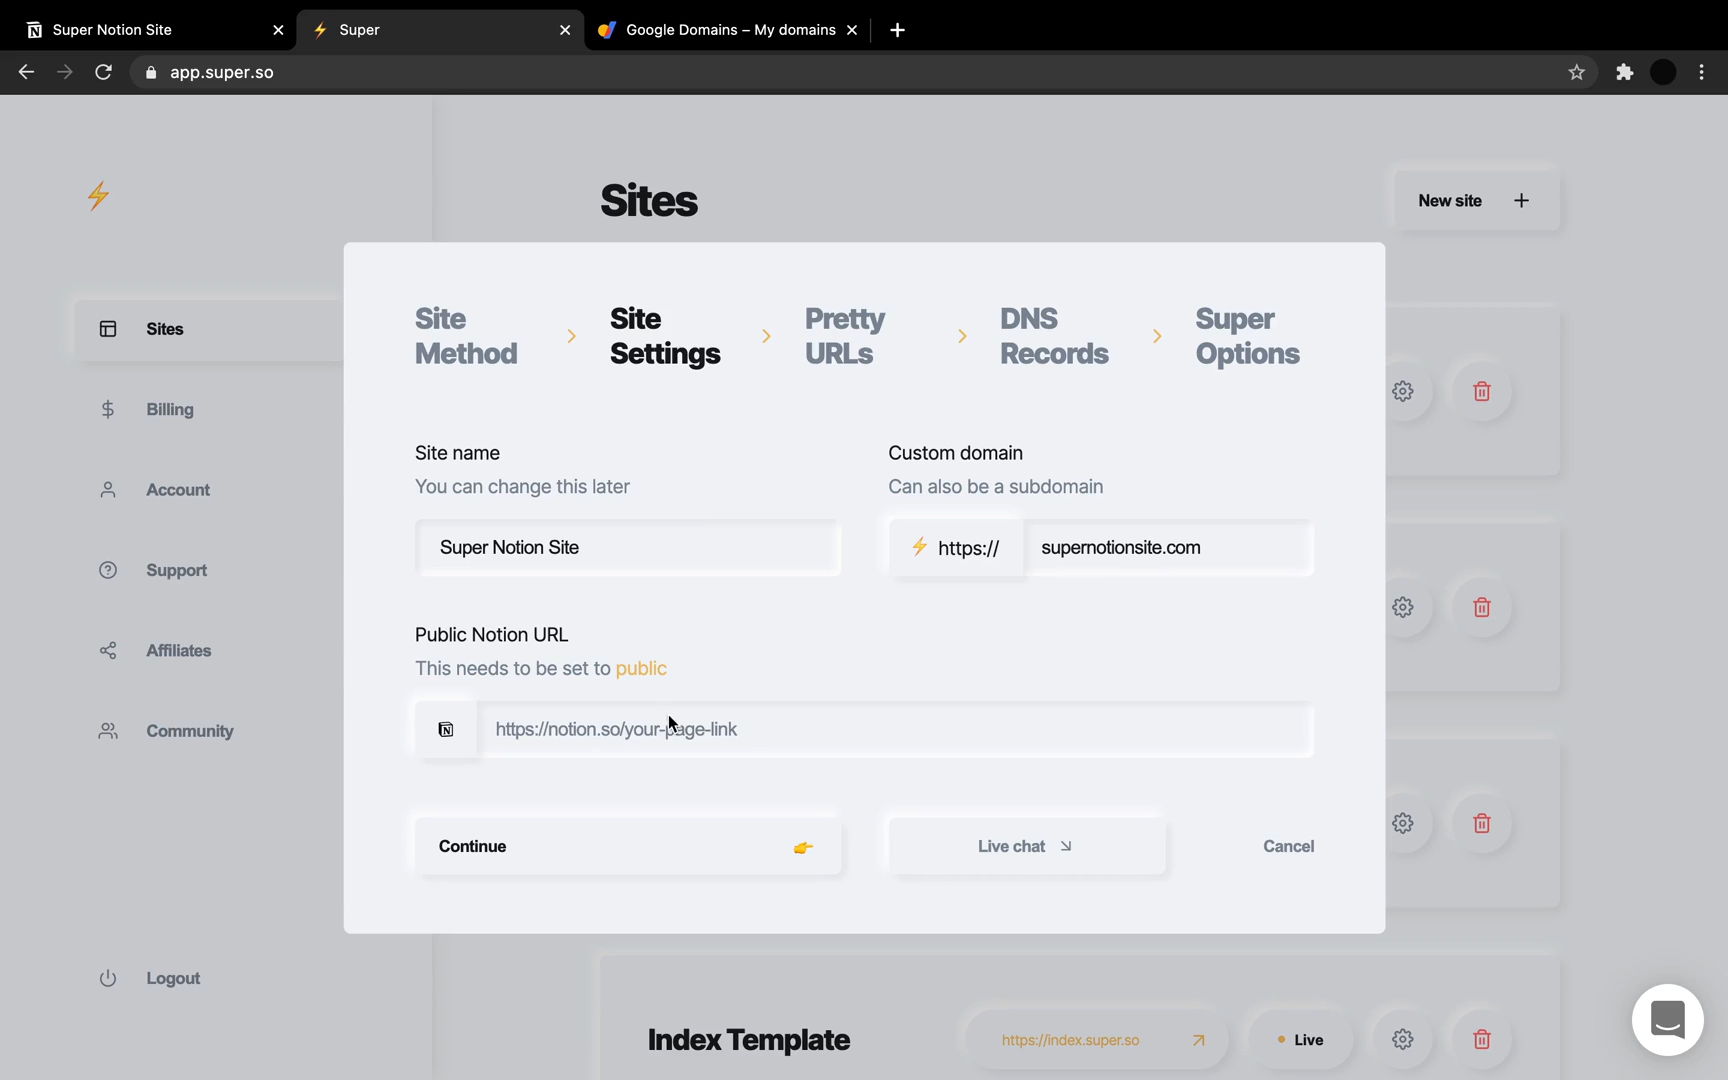 Super Notion Site
Super
Google Domains – My domains
app.super.so
Sites
New site
Sites
Billing
Account
Support
Affiliates
Community
Logout
Site Method
Site Settings
Pretty URLs
DNS Records
Super Options
Site name
You can change this later
Super Notion Site
Custom domain
Can also be a subdomain
https://
supernotionsite.com
Public Notion URL
This needs to be set to public
https://notion.so/your-page-link
Continue
Live chat
Cancel
Index Template
https://index.super.so
Live